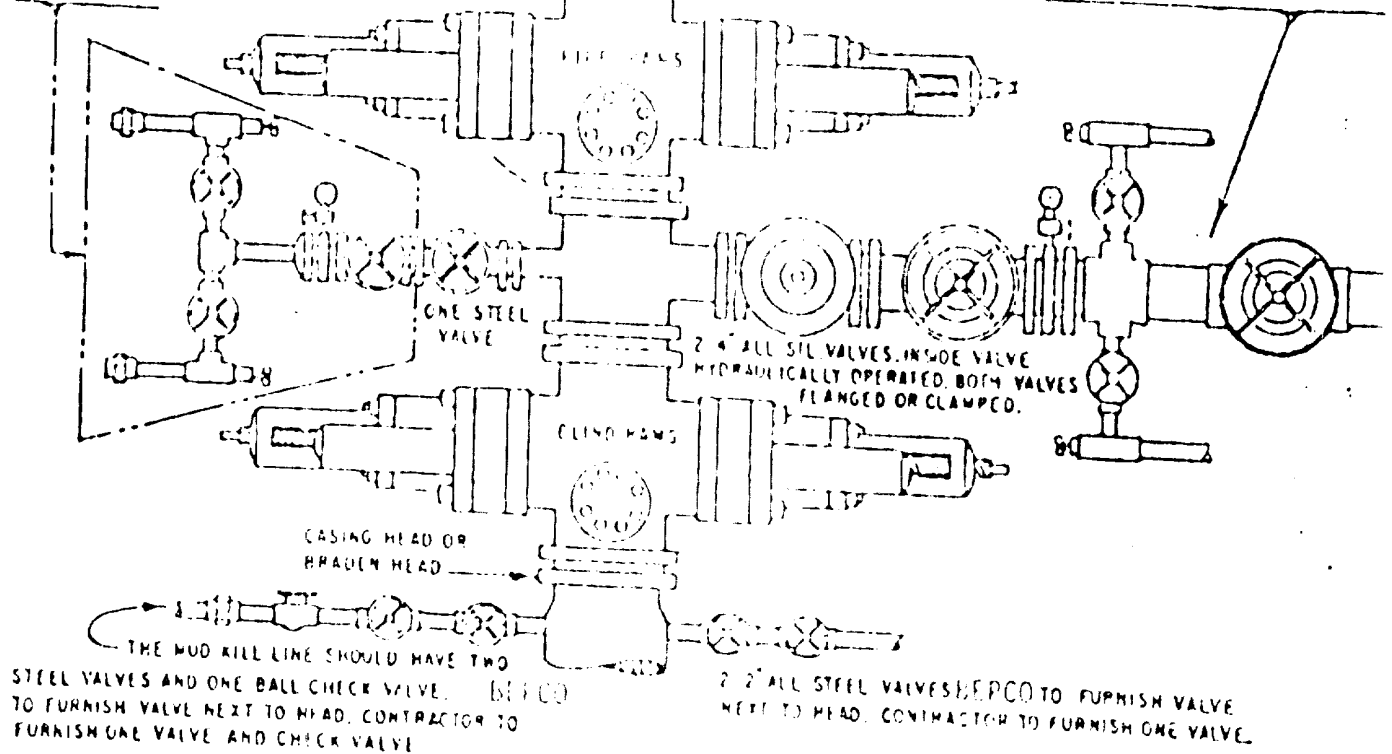 PIPE RAMS
ONE STEEL
VALVE
2 4" ALL STL. VALVES. INSIDE VALVE
HYDRAULICALLY OPERATED. BOTH VALVES
FLANGED OR CLAMPED.
BLIND RAMS
CASING HEAD OR
BRADEN HEAD
THE MUD KILL LINE SHOULD HAVE TWO
STEEL VALVES AND ONE BALL CHECK VALVE. BEPCO
TO FURNISH VALVE NEXT TO HEAD. CONTRACTOR TO
FURNISH ONE VALVE AND CHECK VALVE
2 2" ALL STEEL VALVES BEPCO TO FURNISH VALVE
NEXT TO HEAD. CONTRACTOR TO FURNISH ONE VALVE.